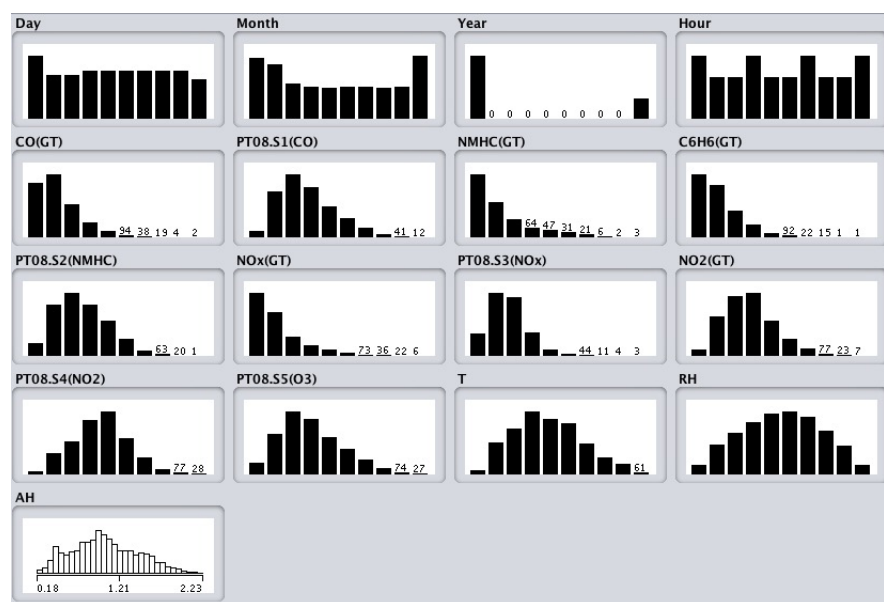 Day Month Year Hour
0 0 0 0 0 0 0 0
CO(GT) PT08.S1(CO) NMHC(GT) C6H6(GT)
94 38 19 4 2 41 12 64 47 31 21 6 2 3 92 22 15 1 1
PT08.S2(NMHC) NOx(GT) PT08.S3(NOx) NO2(GT)
63 20 1 73 36 22 6 44 11 4 3 77 23 7
PT08.S4(NO2) PT08.S5(O3) T RH
77 28 74 27 61
AH
0.18 1.21 2.23